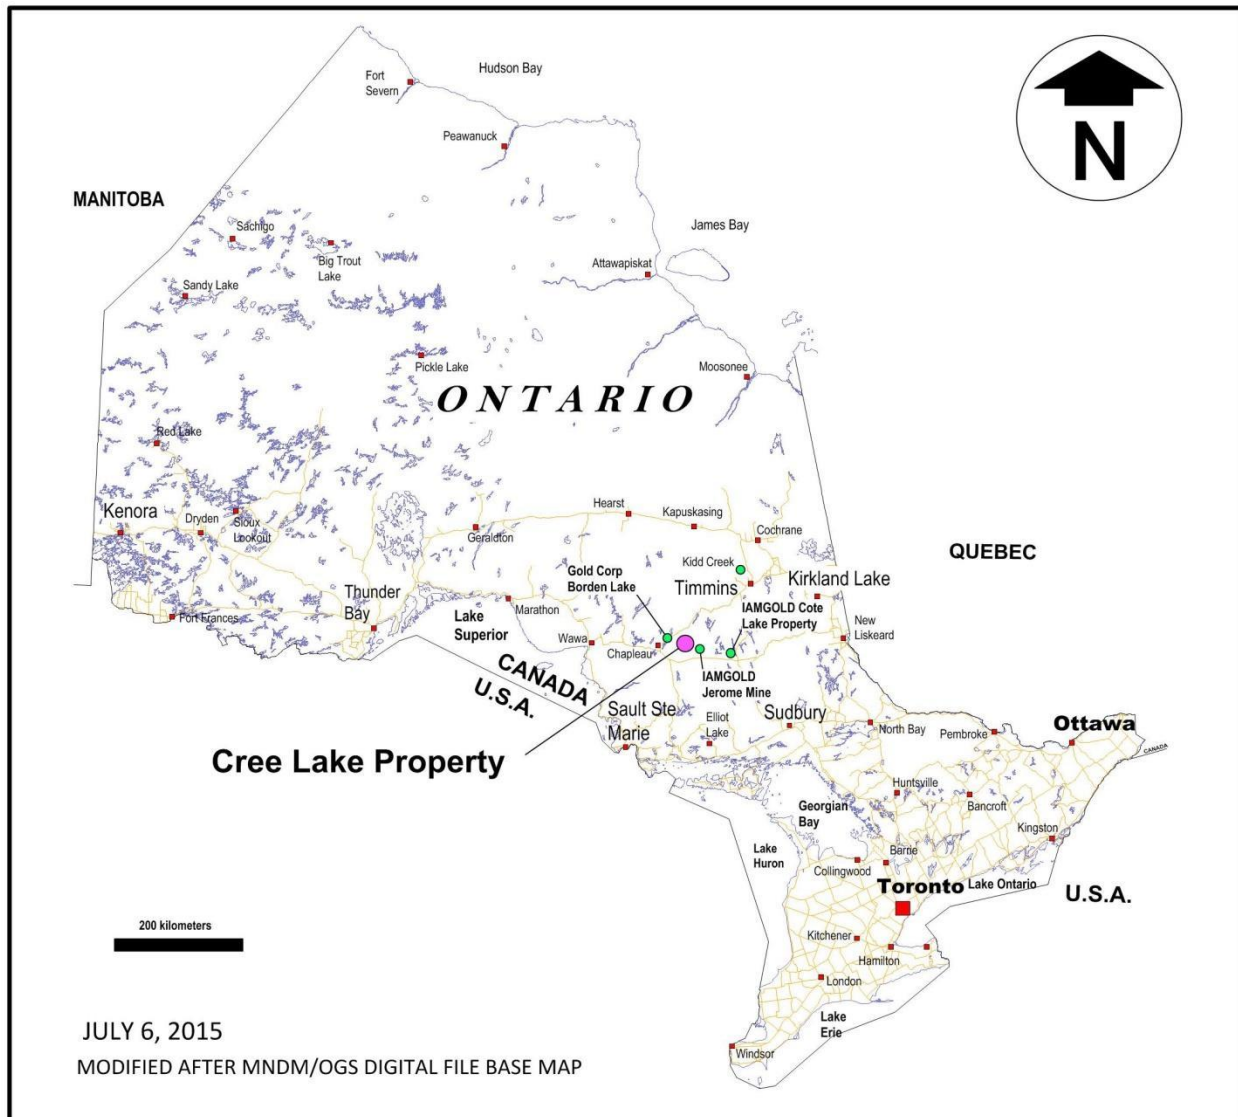 Hudson Bay
Fort
Severn
Peawanuck
N
MANITOBA
Sachigo
Big Trout
Lake
James Bay
Attawapiskat
Sandy Lake
Pickle Lake
Moosonee
ONTARIO
Red Lake
Kenora
Dryden
Sioux
Lookout
Geraldton
Hearst
Kapuskasing
Cochrane
QUEBEC
Kidd Creek
Gold Corp
Borden Lake
Timmins
Kirkland Lake
Thunder
Bay
Marathon
IAMGOLD Cote
Lake Property
Fort Frances
Lake
Superior
New
Liskeard
Wawa
Chapleau
CANADA
U.S.A.
IAMGOLD
Jerome Mine
Sault Ste.
Marie
Elliot
Lake
Sudbury
North Bay
Pembroke
Ottawa
CANADA
Cree Lake Property
Huntsville
Bancroft
Georgian
Bay
Kingston
Lake
Huron
Barrie
Collingwood
Toronto
Lake Ontario
U.S.A.
200 kilometers
Kitchener
Hamilton
London
Lake
Erie
Windsor
JULY 6, 2015
MODIFIED AFTER MNDM/OGS DIGITAL FILE BASE MAP